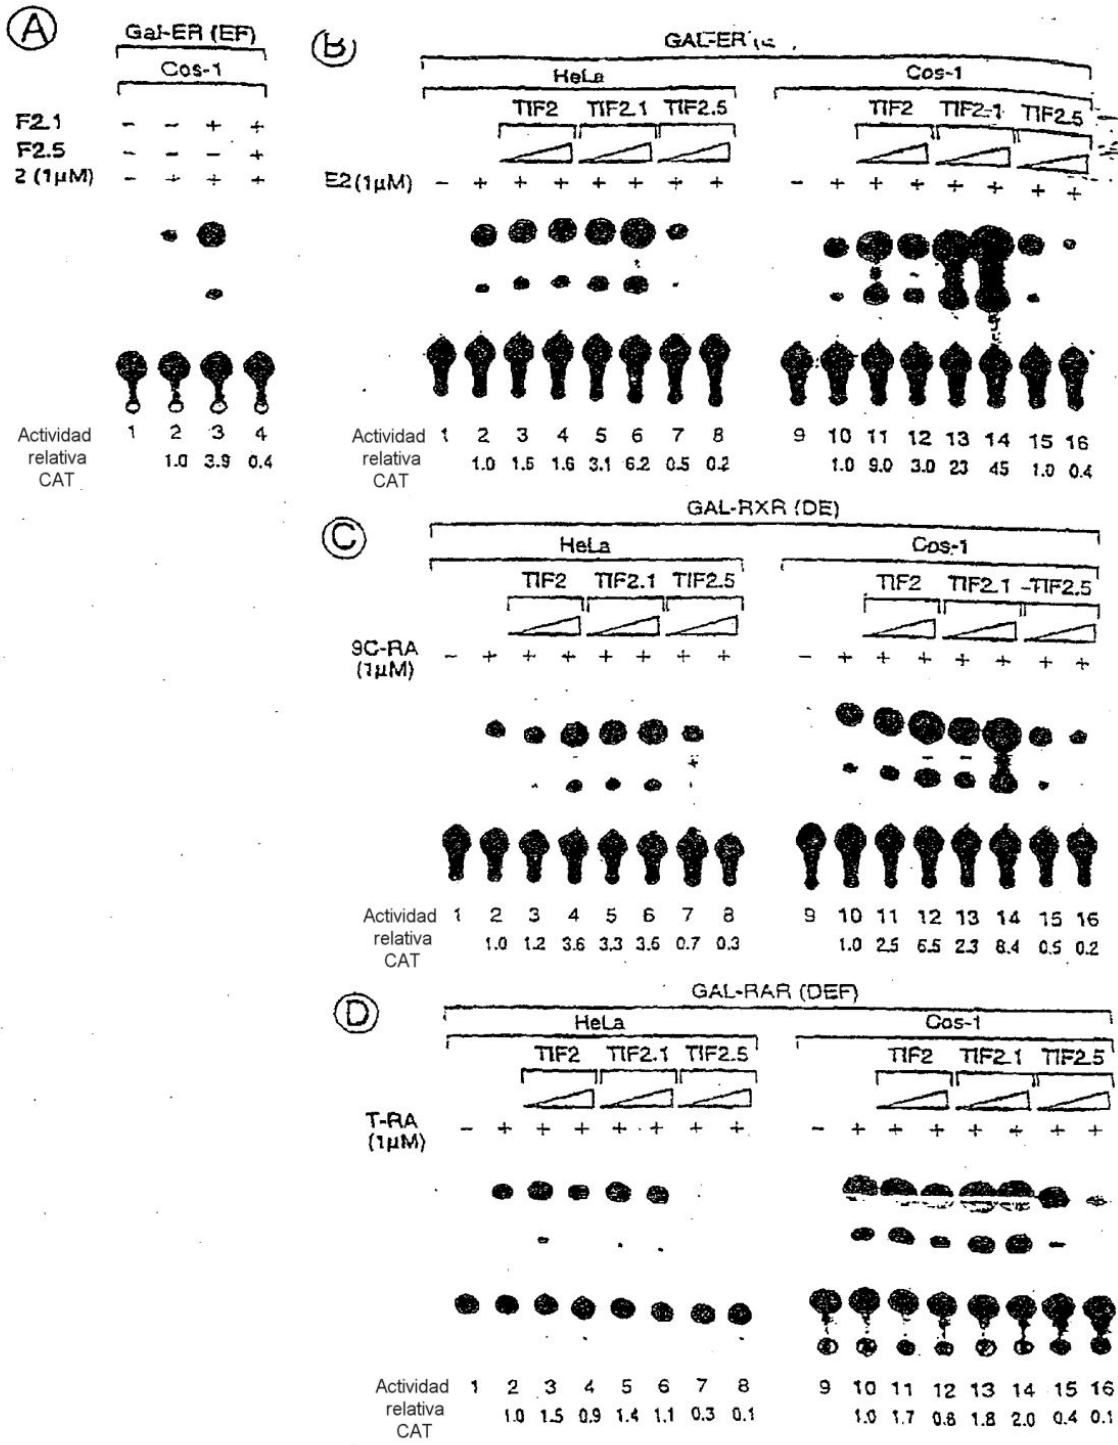 A
Gal-ER (EF)
Cos-1
F2.1 - - + +
F2.5 - - - +
2 (1µM) - + + +
Actividad relativa CAT
1 2 3 4
1.0 3.9 0.4
B
GAL-ER
HeLa Cos-1
TIF2 TIF2.1 TIF2.5 TIF2 TIF2.1 TIF2.5
E2 (1µM) - + + + + + + + - + + + + + + +
Actividad relativa CAT
1 2 3 4 5 6 7 8 9 10 11 12 13 14 15 16
1.0 1.6 3.1 6.2 0.5 0.2 1.0 9.0 3.0 23 45 1.0 0.4
C
GAL-RXR (DE)
HeLa Cos-1
TIF2 TIF2.1 TIF2.5 TIF2 TIF2.1 TIF2.5
9C-RA (1µM) - + + + + + + + - + + + + + + +
Actividad relativa CAT
1 2 3 4 5 6 7 8 9 10 11 12 13 14 15 16
1.0 1.2 3.6 3.3 0.7 0.3 1.0 2.5 6.5 2.3 0.5 0.2
D
GAL-RAR (DEF)
HeLa Cos-1
TIF2 TIF2.1 TIF2.5 TIF2 TIF2.1 TIF2.5
T-RA (1µM) - + + + + + + + - + + + + + + +
Actividad relativa CAT
1 2 3 4 5 6 7 8 9 10 11 12 13 14 15 16
1.0 1.5 0.9 1.4 1.1 0.3 0.1 1.0 1.7 1.8 2.0 0.4 0.1